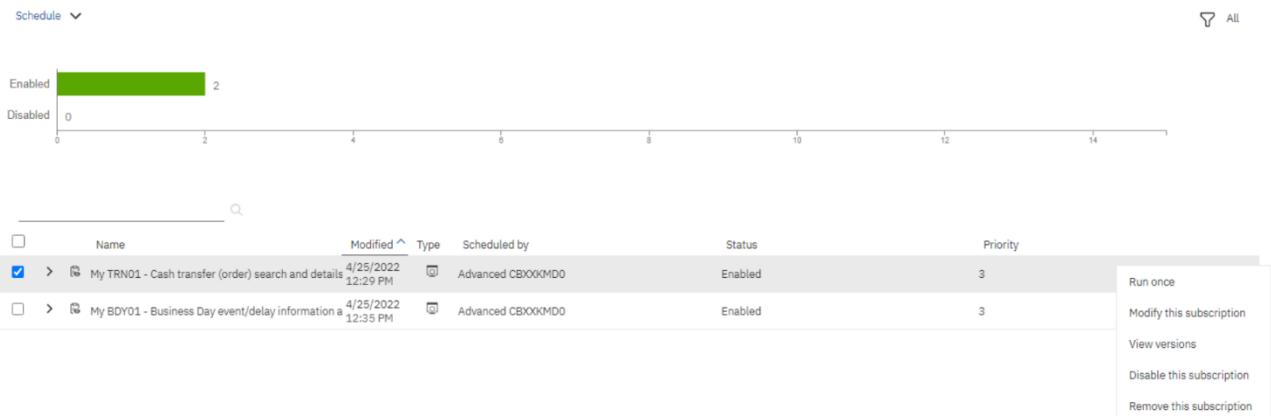 Schedule
All
Enabled 2
Disabled 0
0 2 4 6 8 10 12 14
Name Modified Type Scheduled by Status Priority
My TRN01 - Cash transfer (order) search and details 4/25/2022 12:29 PM Advanced CBXXKMD0 Enabled 3
My BDY01 - Business Day event/delay information a 4/25/2022 12:35 PM Advanced CBXXKMD0 Enabled 3
Run once
Modify this subscription
View versions
Disable this subscription
Remove this subscription